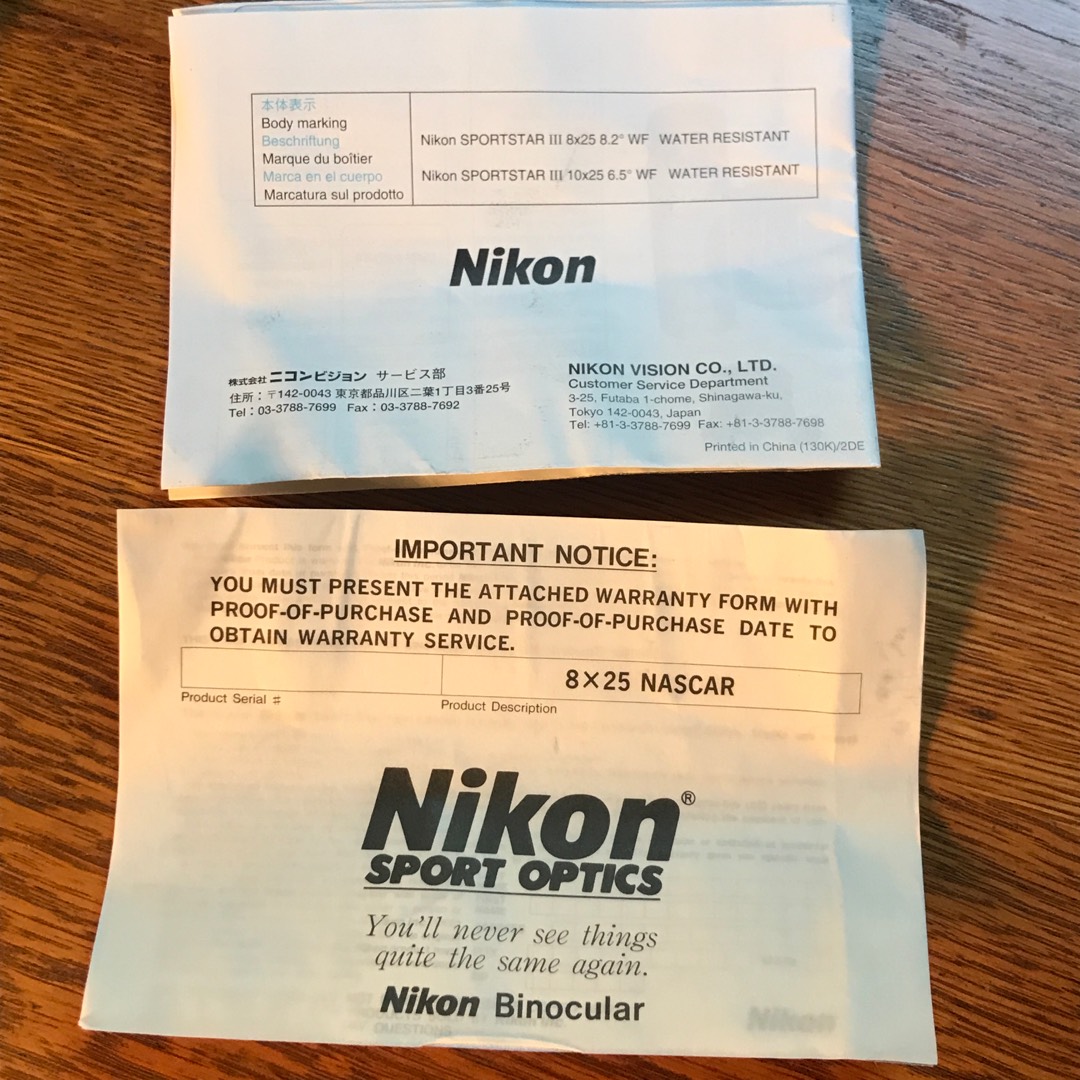 本体表示
Body marking
Beschriftung
Marque du boîtier
Marca en el cuerpo
Marcatura sul prodotto
Nikon SPORTSTAR III 8x25 8.2° WF WATER RESISTANT
Nikon SPORTSTAR III 10x25 6.5° WF WATER RESISTANT
Nikon
株式会社 ニコンビジョン サービス部
住所：〒142-0043 東京都品川区二葉1丁目3番25号
Tel：03-3788-7699 Fax：03-3788-7692
NIKON VISION CO., LTD.
Customer Service Department
3-25, Futaba 1-chome, Shinagawa-ku,
Tokyo 142-0043, Japan
Tel: +81-3-3788-7699 Fax: +81-3-3788-7698
Printed in China (130K)/2DE
IMPORTANT NOTICE:
YOU MUST PRESENT THE ATTACHED WARRANTY FORM WITH
PROOF-OF-PURCHASE AND PROOF-OF-PURCHASE DATE TO
OBTAIN WARRANTY SERVICE.
8×25 NASCAR
Product Serial #
Product Description
Nikon®
SPORT OPTICS
You'll never see things
quite the same again.
Nikon Binocular
QUESTIONS
Nikon